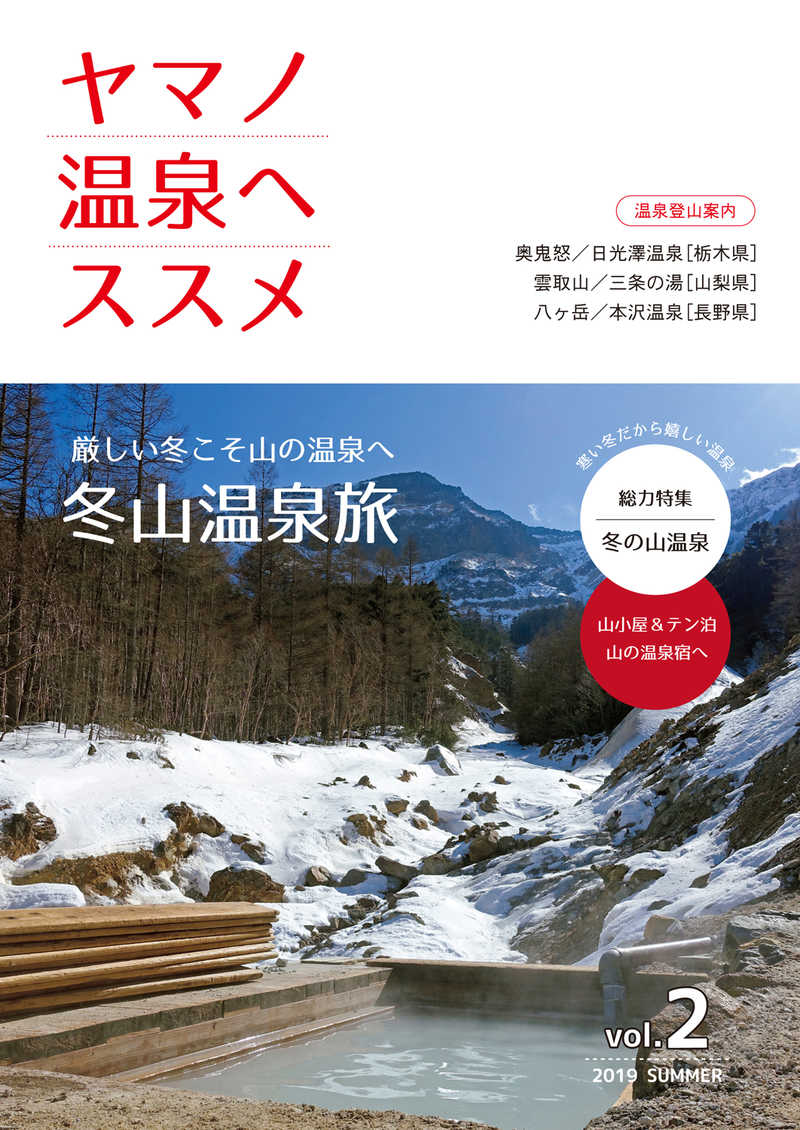 ヤマノ
温泉へ
ススメ
温泉登山案内
奥鬼怒／日光澤温泉［栃木県］
雲取山／三条の湯［山梨県］
八ヶ岳／本沢温泉［長野県］
厳しい冬こそ山の温泉へ
冬山温泉旅
寒い冬だから嬉しい温泉!
総力特集
冬の山温泉
山小屋＆テン泊
山の温泉宿へ
vol.2
2019 SUMMER